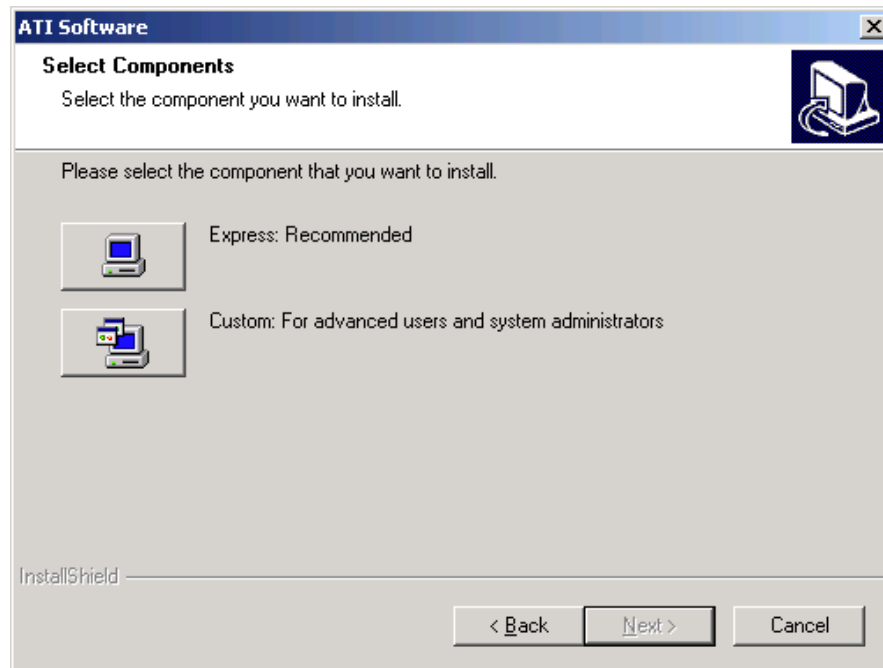 ATI Software
Select Components
Select the component you want to install.
Please select the component that you want to install.
Express: Recommended
Custom: For advanced users and system administrators
InstallShield
< Back
Next >
Cancel